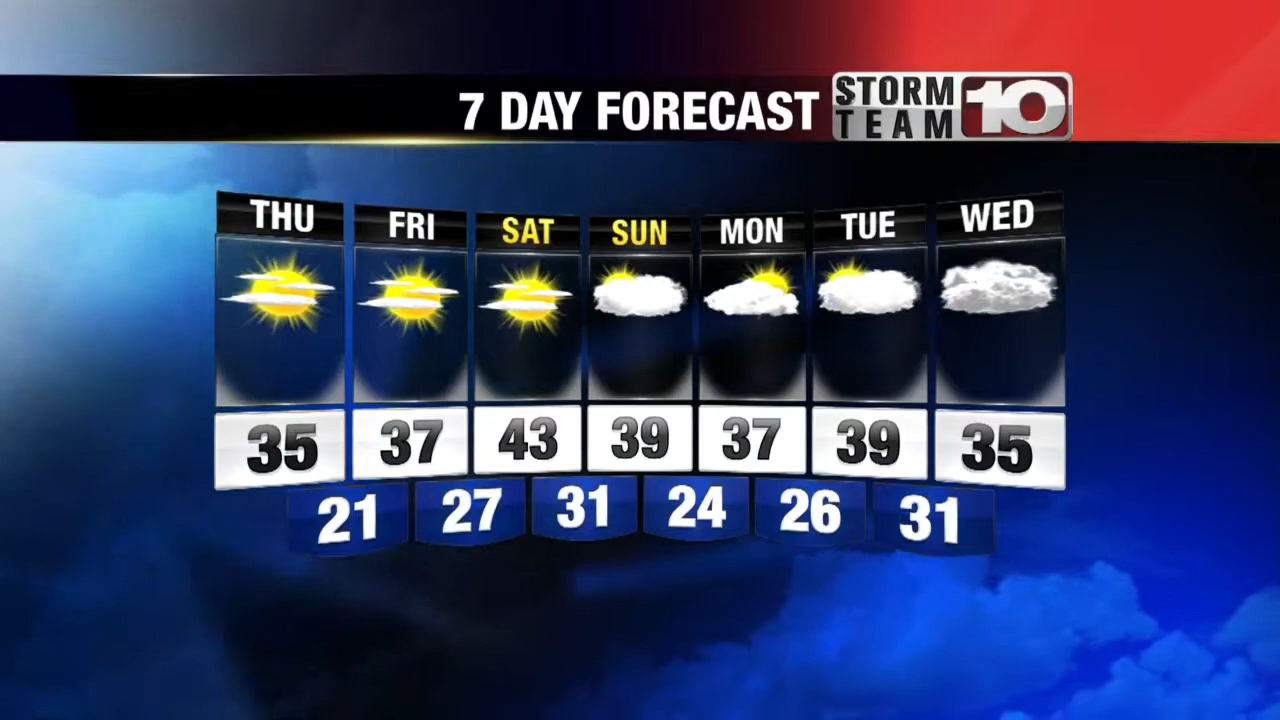 7 DAY FORECAST
STORM TEAM 10
THU FRI SAT SUN MON TUE WED
35 37 43 39 37 39 35
21 27 31 24 26 31